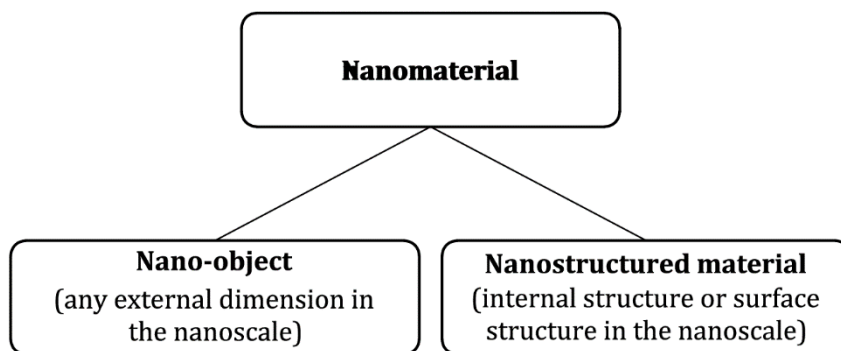 Nanomaterial
Nano-object
(any external dimension in
the nanoscale)
Nanostructured material
(internal structure or surface
structure in the nanoscale)